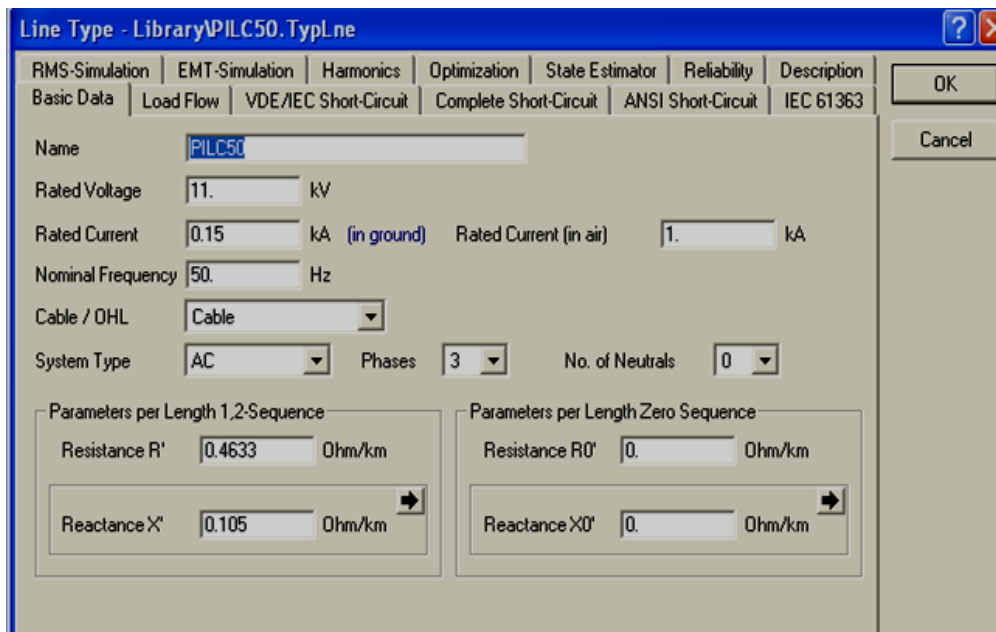 Line Type - Library\PILC50.TypLne
RMS-Simulation EMT-Simulation Harmonics Optimization State Estimator Reliability Description
Basic Data Load Flow VDE/IEC Short-Circuit Complete Short-Circuit ANSI Short-Circuit IEC 61363
OK
Cancel
Name PILC50
Rated Voltage 11. kV
Rated Current 0.15 kA (in ground) Rated Current (in air) 1. kA
Nominal Frequency 50. Hz
Cable / OHL Cable
System Type AC Phases 3 No. of Neutrals 0
Parameters per Length 1,2-Sequence Parameters per Length Zero Sequence
Resistance R' 0.4633 Ohm/km Resistance R0' 0. Ohm/km
Reactance X' 0.105 Ohm/km Reactance X0' 0. Ohm/km